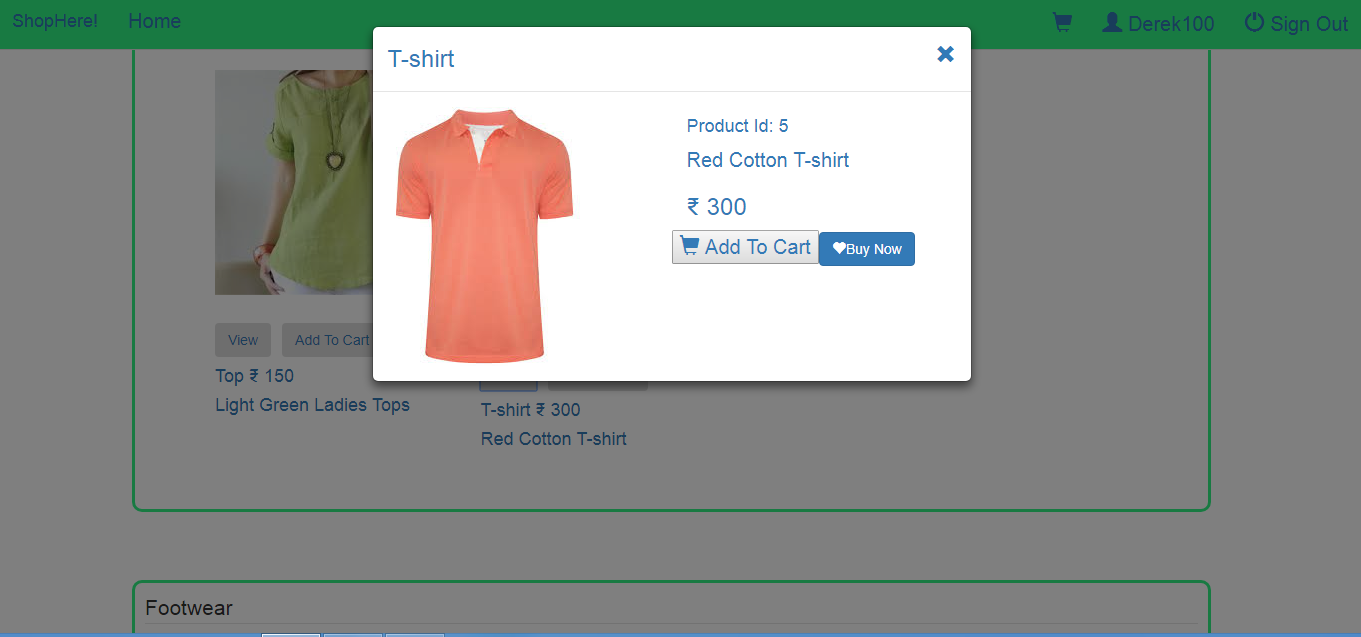 ShopHere! Home Derek100 Sign Out
T-shirt
Product Id: 5
Red Cotton T-shirt
₹ 300
Add To Cart Buy Now
View Add To Cart
Top ₹ 150
Light Green Ladies Tops
T-shirt ₹ 300
Red Cotton T-shirt
Footwear